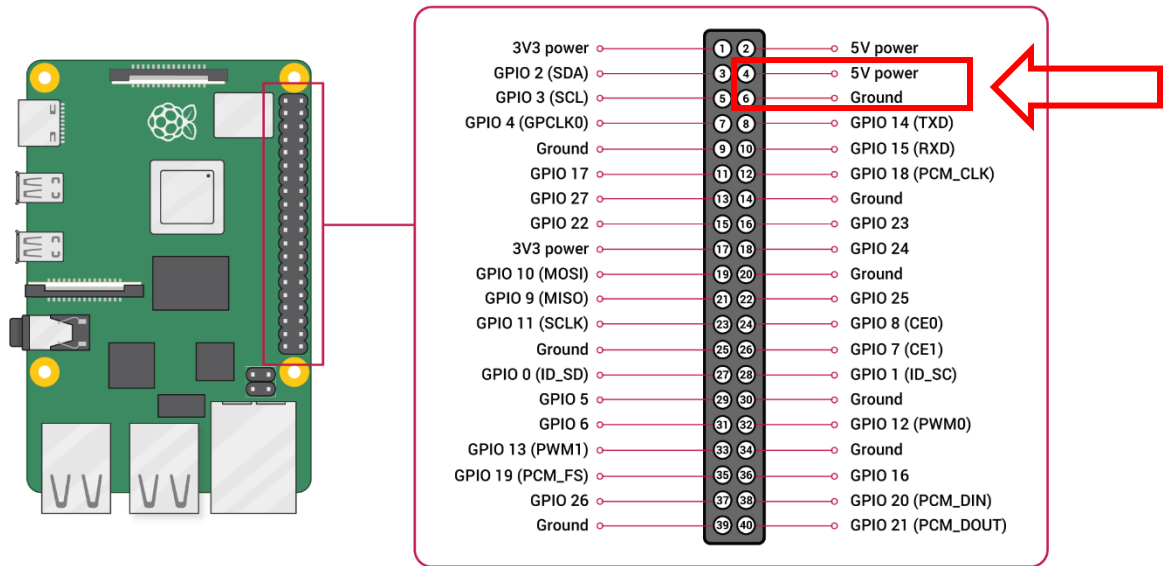 3V3 power 1 2 5V power
GPIO 2 (SDA) 3 4 5V power
GPIO 3 (SCL) 5 6 Ground
GPIO 4 (GPCLK0) 7 8 GPIO 14 (TXD)
Ground 9 10 GPIO 15 (RXD)
GPIO 17 11 12 GPIO 18 (PCM_CLK)
GPIO 27 13 14 Ground
GPIO 22 15 16 GPIO 23
3V3 power 17 18 GPIO 24
GPIO 10 (MOSI) 19 20 Ground
GPIO 9 (MISO) 21 22 GPIO 25
GPIO 11 (SCLK) 23 24 GPIO 8 (CE0)
Ground 25 26 GPIO 7 (CE1)
GPIO 0 (ID_SD) 27 28 GPIO 1 (ID_SC)
GPIO 5 29 30 Ground
GPIO 6 31 32 GPIO 12 (PWM0)
GPIO 13 (PWM1) 33 34 Ground
GPIO 19 (PCM_FS) 35 36 GPIO 16
GPIO 26 37 38 GPIO 20 (PCM_DIN)
Ground 39 40 GPIO 21 (PCM_DOUT)